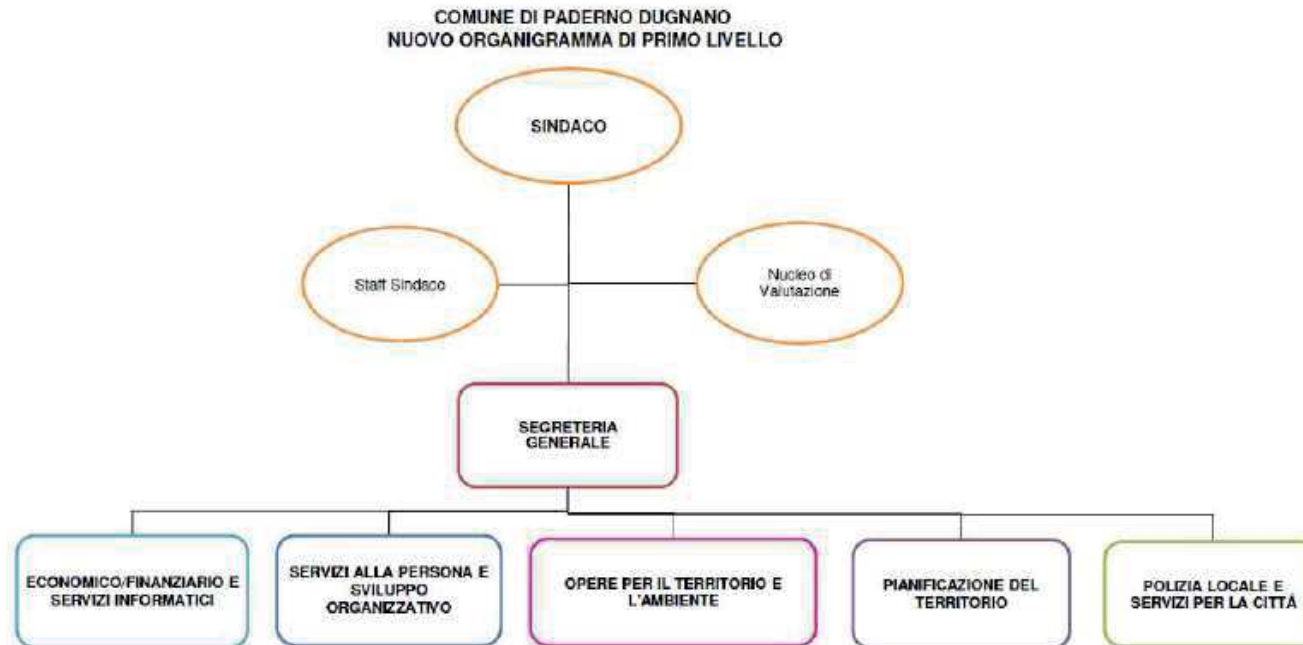 COMUNE DI PADERNO DUGNANO
NUOVO ORGANIGRAMMA DI PRIMO LIVELLO
SINDACO
Staff Sindaco
Nucleo di
Valutazione
SEGRETERIA
GENERALE
ECONOMICO/FINANZIARIO E
SERVIZI INFORMATICI
SERVIZI ALLA PERSONA E
SVILUPPO
ORGANIZZATIVO
OPERE PER IL TERRITORIO E
L'AMBIENTE
PIANIFICAZIONE DEL
TERRITORIO
POLIZIA LOCALE E
SERVIZI PER LA CITTÀ